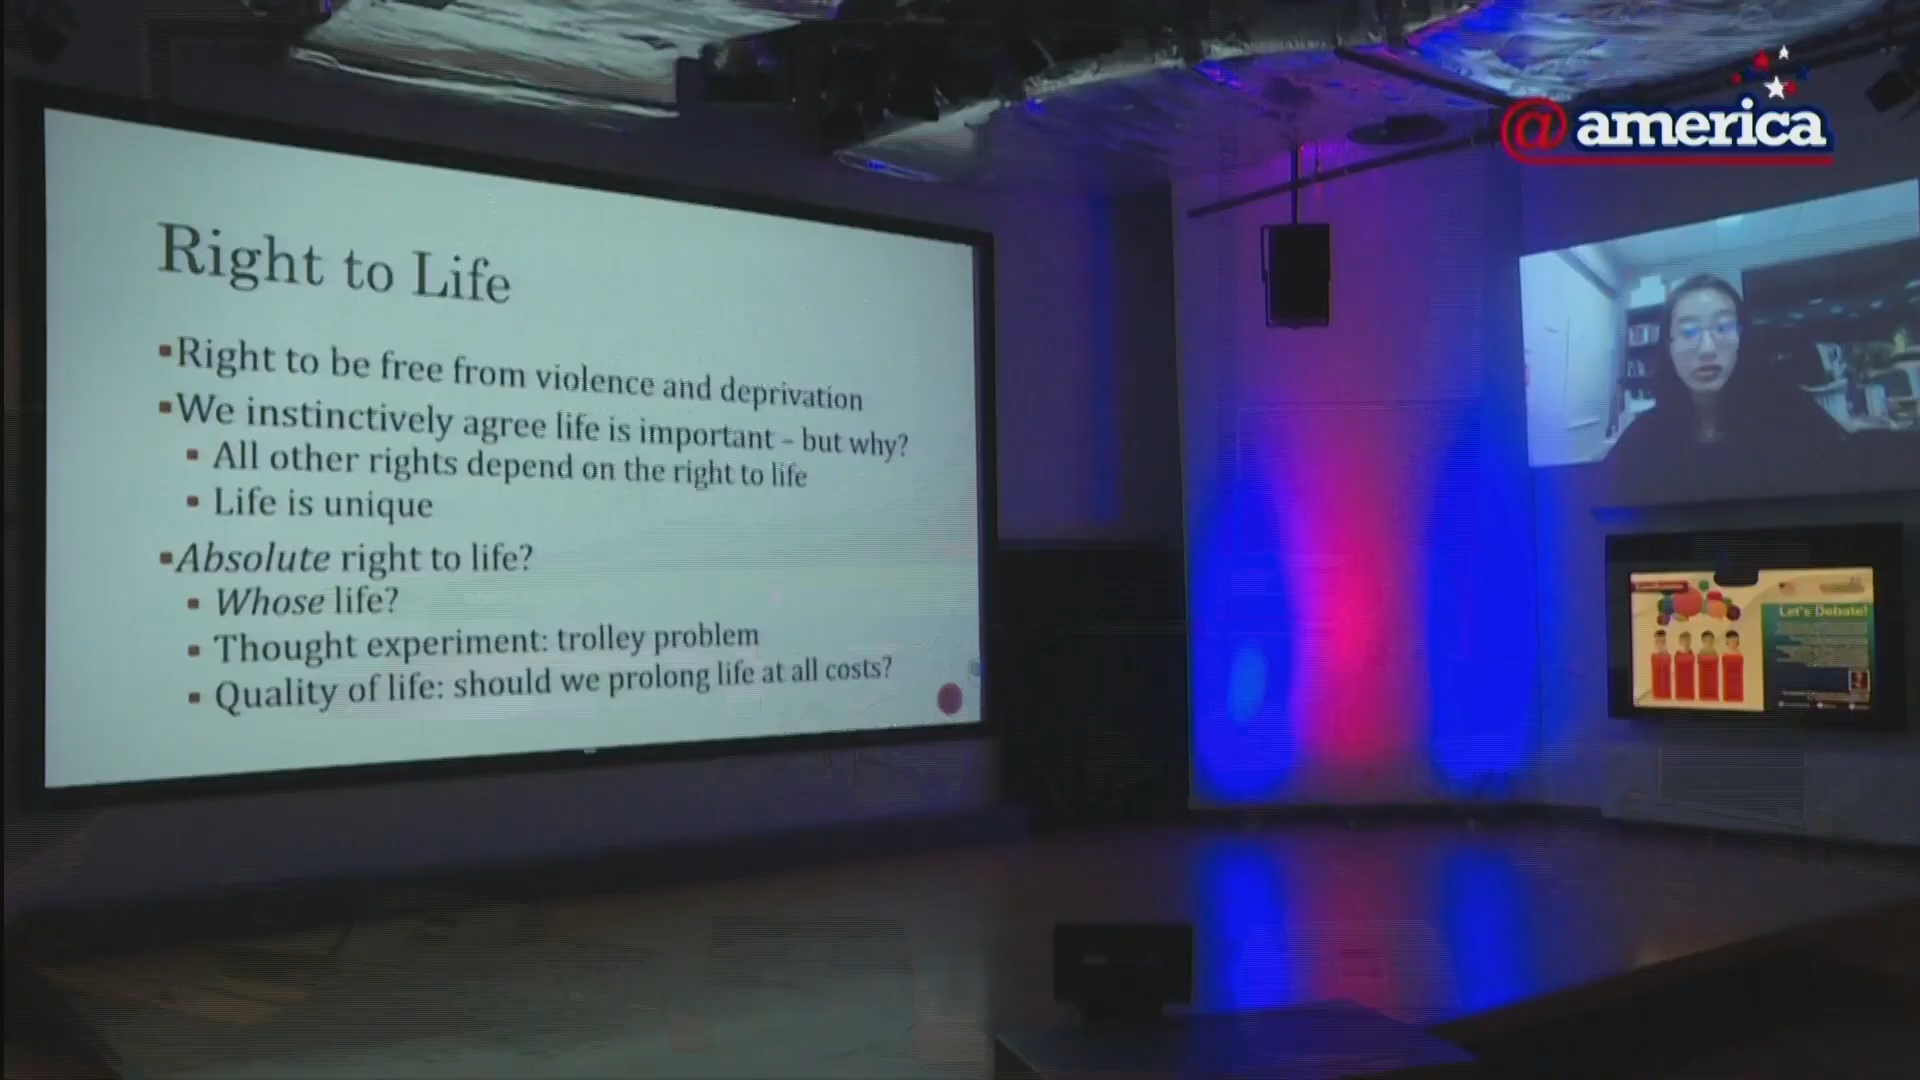 @america
Right to Life
▪Right to be free from violence and deprivation
▪We instinctively agree life is important – but why?
▪ All other rights depend on the right to life
▪ Life is unique
▪Absolute right to life?
▪ Whose life?
▪ Thought experiment: trolley problem
▪ Quality of life: should we prolong life at all costs?
Let's Debate!